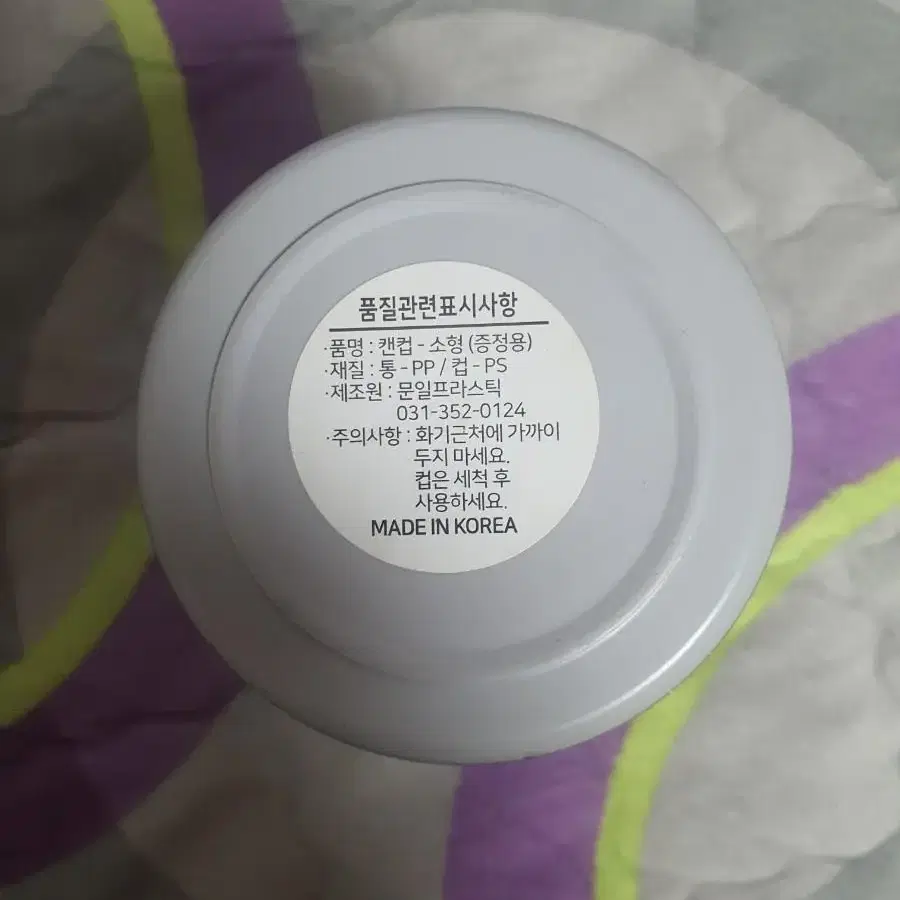 품질관련표시사항
·품명 : 캔컵 - 소형 (증정용)
·재질 : 통 - PP / 컵 - PS
·제조원 : 문일프라스틱
031-352-0124
·주의사항 : 화기근처에 가까이
두지 마세요.
컵은 세척 후
사용하세요.
MADE IN KOREA